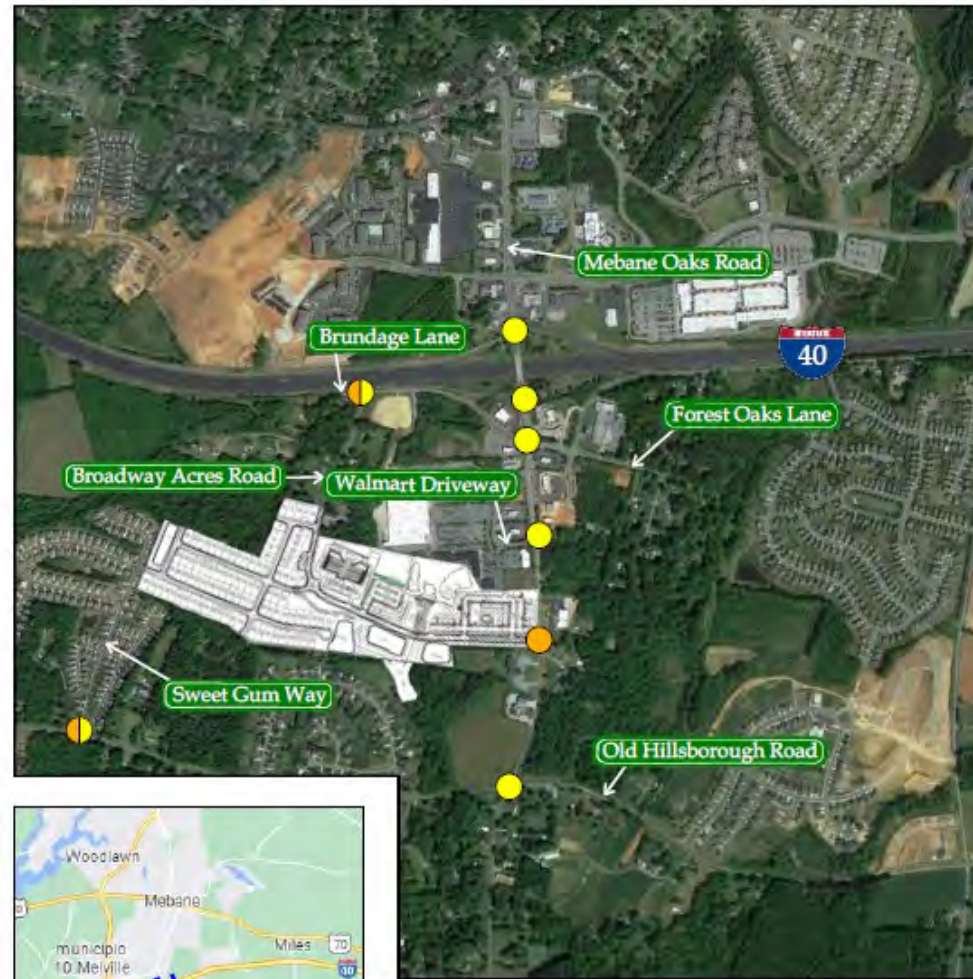 Mebane Oaks Road
Brundage Lane
40
Forest Oaks Lane
Broadway Acres Road
Walmart Driveway
Sweet Gum Way
Old Hillsborough Road
Woodlawn
Mebane
municipio
10 Melville
Miles
70
40